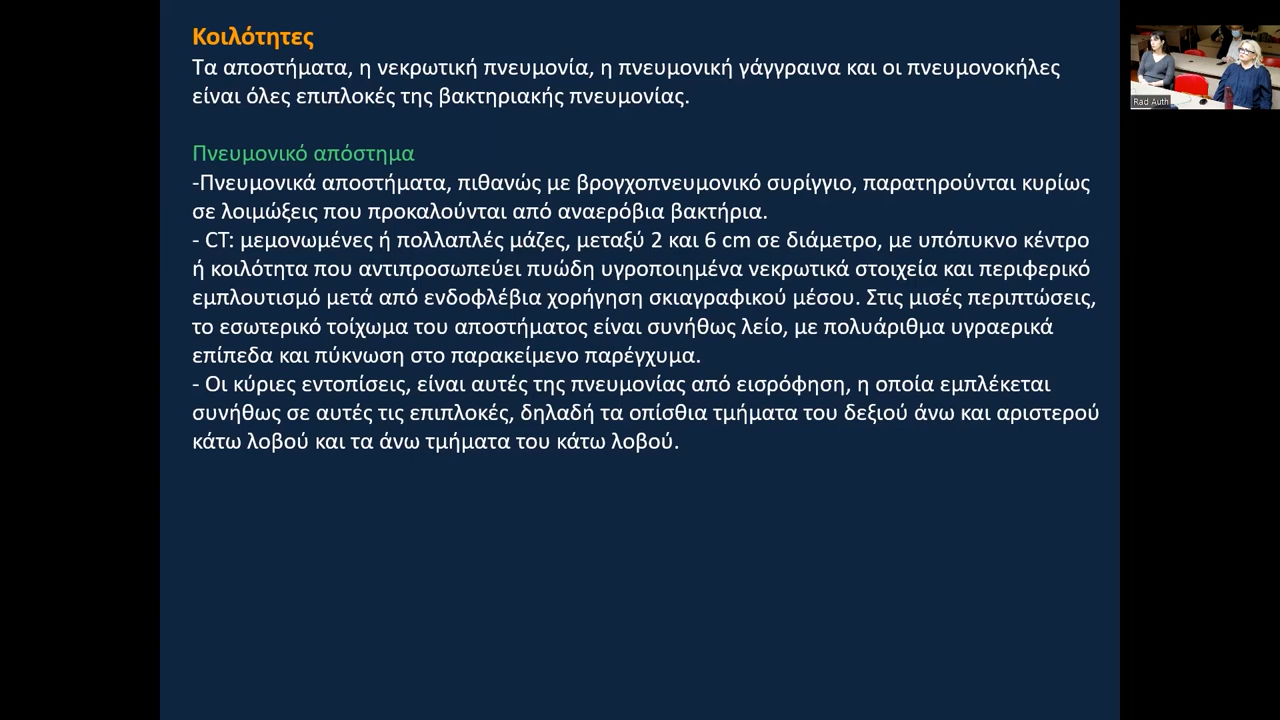 Κοιλότητες
Τα αποστήματα, η νεκρωτική πνευμονία, η πνευμονική γάγγραινα και οι πνευμονοκήλες
είναι όλες επιπλοκές της βακτηριακής πνευμονίας.
Πνευμονικό απόστημα
-Πνευμονικά αποστήματα, πιθανώς με βρογχοπνευμονικό συρίγγιο, παρατηρούνται κυρίως
σε λοιμώξεις που προκαλούνται από αναερόβια βακτήρια.
- CT: μεμονωμένες ή πολλαπλές μάζες, μεταξύ 2 και 6 cm σε διάμετρο, με υπόπυκνο κέντρο
ή κοιλότητα που αντιπροσωπεύει πυώδη υγροποιημένα νεκρωτικά στοιχεία και περιφερικό
εμπλουτισμό μετά από ενδοφλέβια χορήγηση σκιαγραφικού μέσου. Στις μισές περιπτώσεις,
το εσωτερικό τοίχωμα του αποστήματος είναι συνήθως λείο, με πολυάριθμα υγραερικά
επίπεδα και πύκνωση στο παρακείμενο παρέγχυμα.
- Οι κύριες εντοπίσεις, είναι αυτές της πνευμονίας από εισρόφηση, η οποία εμπλέκεται
συνήθως σε αυτές τις επιπλοκές, δηλαδή τα οπίσθια τμήματα του δεξιού άνω και αριστερού
κάτω λοβού και τα άνω τμήματα του κάτω λοβού.
Rad Auth